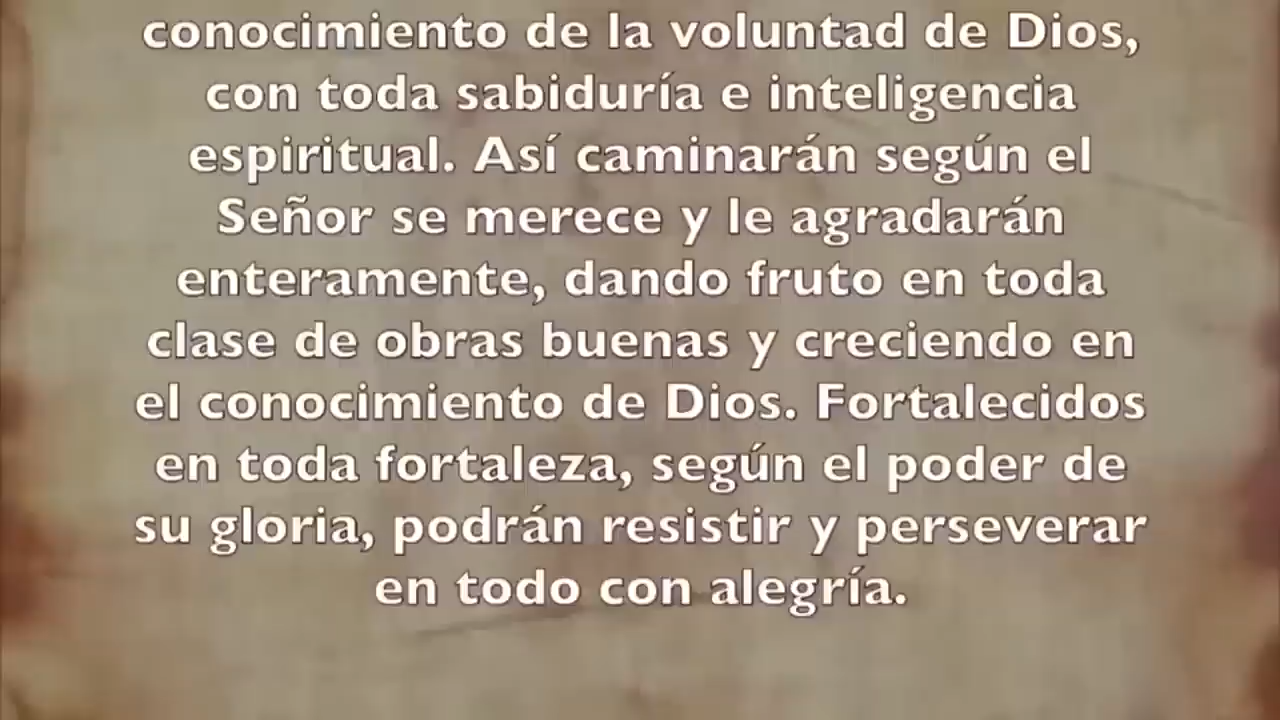 conocimiento de la voluntad de Dios,
con toda sabiduría e inteligencia
espiritual. Así caminarán según el
Señor se merece y le agradarán
enteramente, dando fruto en toda
clase de obras buenas y creciendo en
el conocimiento de Dios. Fortalecidos
en toda fortaleza, según el poder de
su gloria, podrán resistir y perseverar
en todo con alegría.